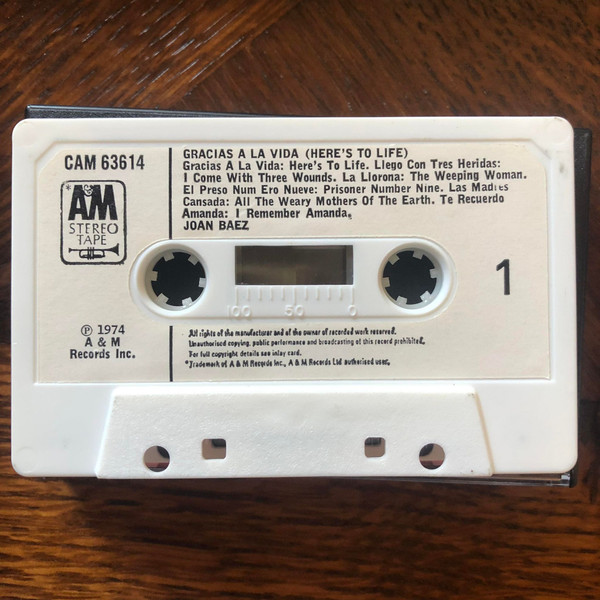 CAM 63614
*A&M
STEREO
TAPE
℗ 1974
A & M
Records Inc.
GRACIAS A LA VIDA (HERE'S TO LIFE)
Gracias A La Vida: Here's To Life. Llego Con Tres Heridas:
I Come With Three Wounds. La Llorona: The Weeping Woman.
El Preso Num Ero Nueve: Prisoner Number Nine. Las Madres
Cansada: All The Weary Mothers Of The Earth. Te Recuerdo
Amanda: I Remember Amanda.
JOAN BAEZ
100 50 0
1
All rights of the manufacturer and of the owner of recorded work reserved.
Unauthorised copying, public performance and broadcasting of this record prohibited.
For full copyright details see inlay card.
*Trademark of A & M Records Inc., A & M Records Ltd authorised user.